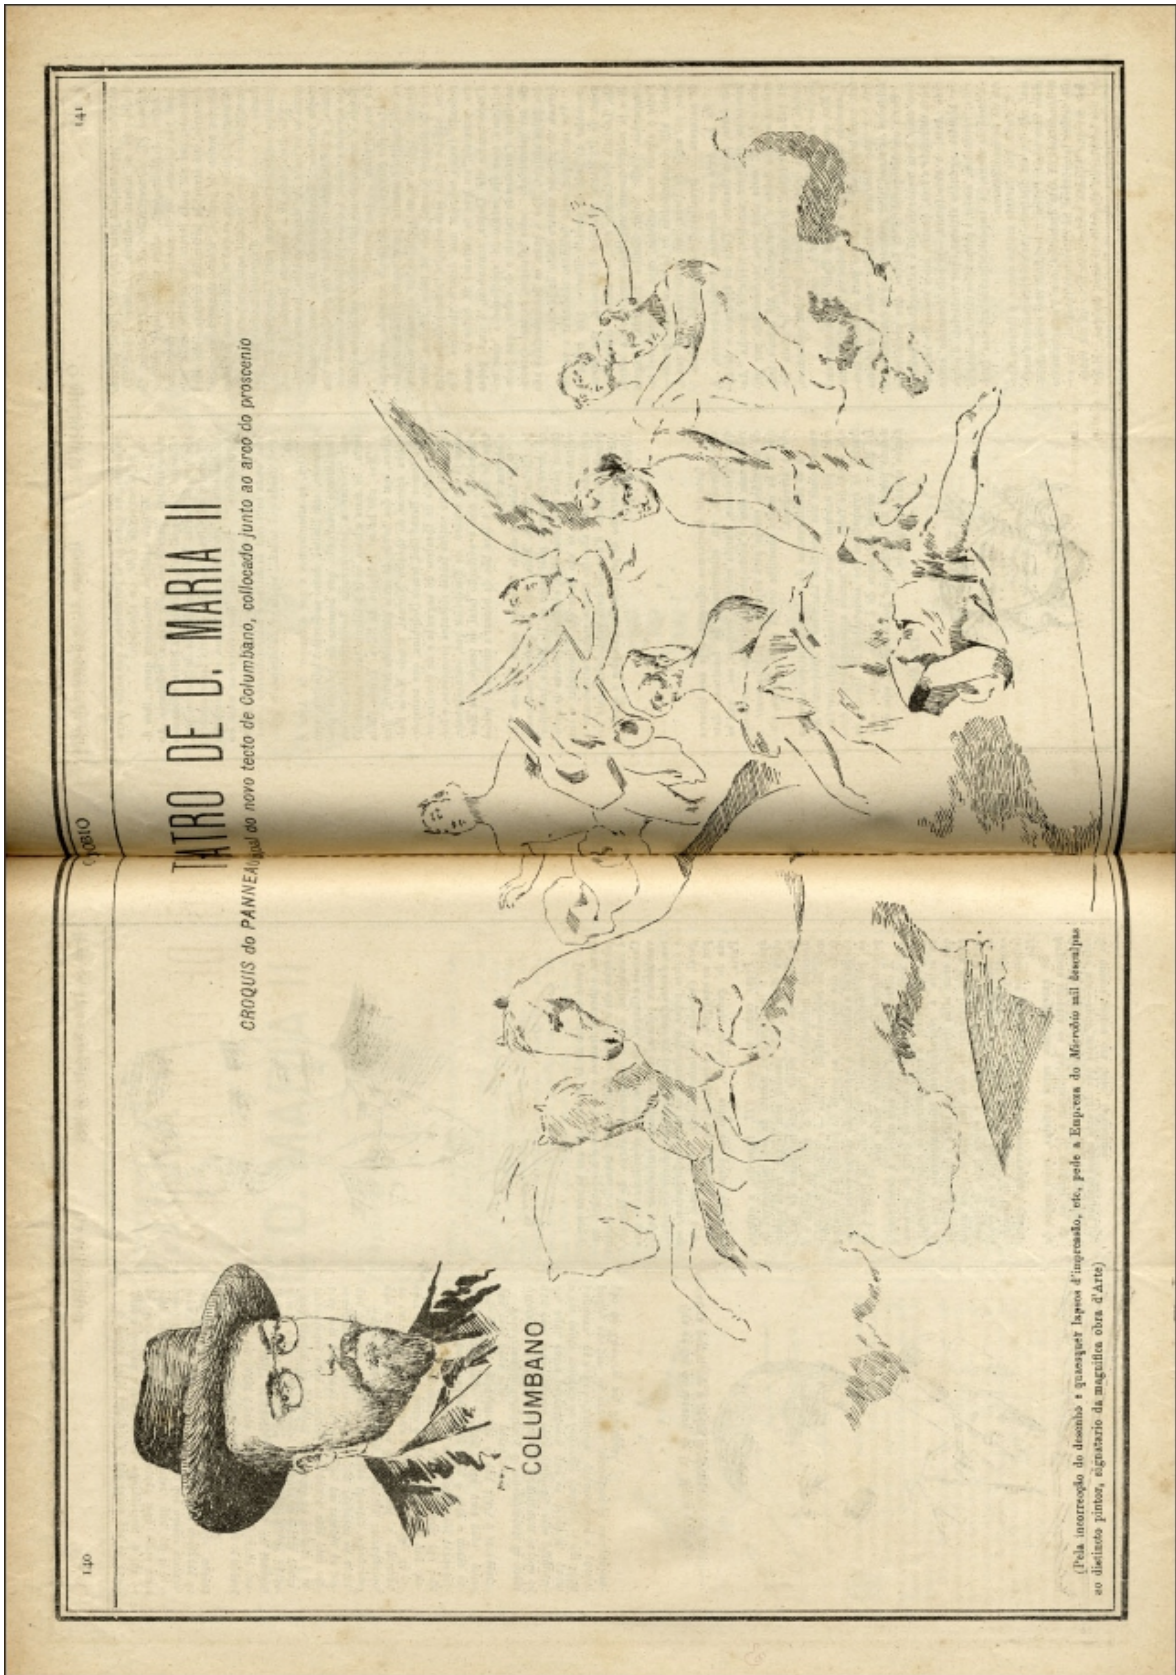 140
141
TATRO DE D. MARIA II
CROQUIS do PANNEAU do novo tecto de Columbano, collocado junto ao arco do proscenio
COLUMBANO
(Pela incorrecção do desenho e quaesquer lapsos d'impressão, etc, pede a Empreza do Microbio mil desculpas
ao distincto pintor, signatario da magnifica obra d'Arte)